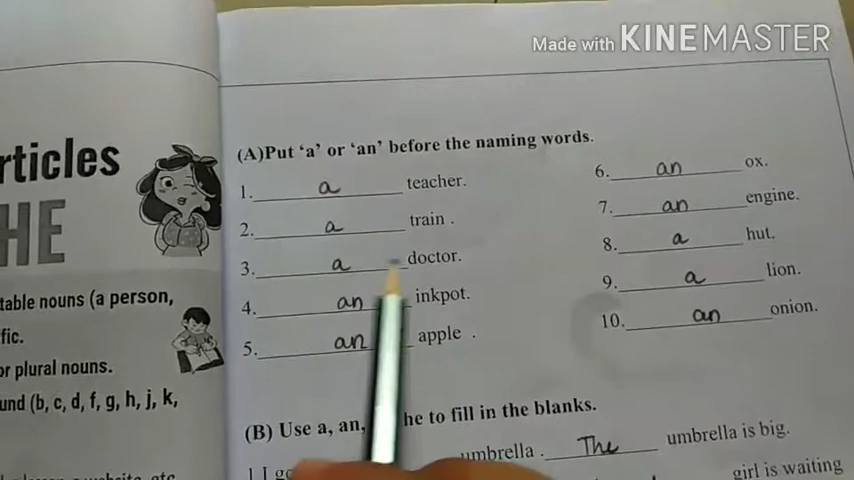 Made with KINEMASTER
rticles
HE
table nouns (a person,
fic.
or plural nouns.
und (b, c, d, f, g, h, j, k,
(A)Put 'a' or 'an' before the naming words.
1. a teacher.
2. a train .
3. a doctor.
4. an inkpot.
5. an apple .
6. an ox.
7. an engine.
8. a hut.
9. a lion.
10. an onion.
(B) Use a, an, he to fill in the blanks.
1 I go umbrella . The umbrella is big.
girl is waiting